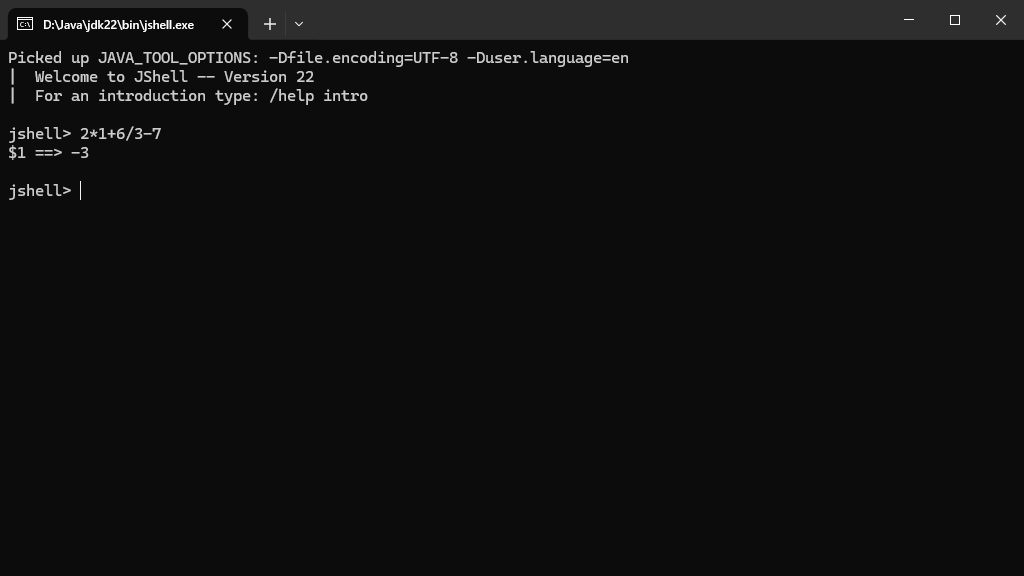 D:\Java\jdk22\bin\jshell.exe
Picked up JAVA_TOOL_OPTIONS: -Dfile.encoding=UTF-8 -Duser.language=en
|  Welcome to JShell -- Version 22
|  For an introduction type: /help intro
jshell> 2*1+6/3-7
$1 ==> -3
jshell>